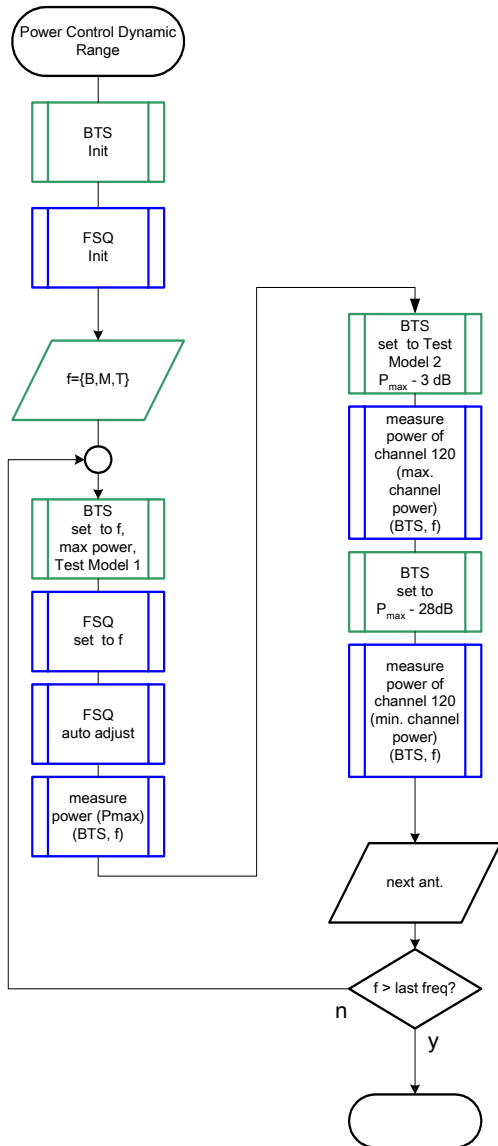 Power Control Dynamic
Range
BTS
Init
FSQ
Init
f={B,M,T}
BTS
set to f,
max power,
Test Model 1
FSQ
set to f
FSQ
auto adjust
measure
power (Pmax)
(BTS, f)
BTS
set to Test
Model 2
Pmax - 3 dB
measure
power of
channel 120
(max.
channel
power)
(BTS, f)
BTS
set to
Pmax - 28dB
measure
power of
channel 120
(min. channel
power)
(BTS, f)
next ant.
f > last freq?
n
y